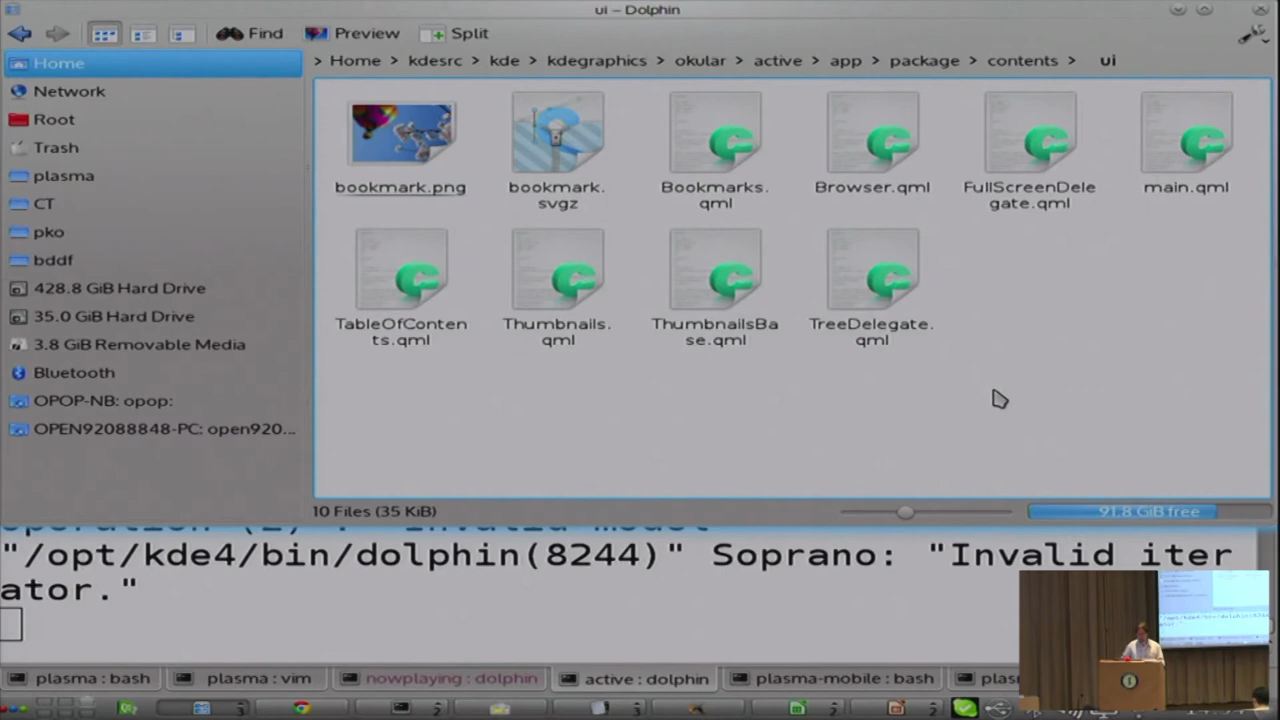 ui – Dolphin
Find
Preview
Split
Home
> Home > kdesrc > kde > kdegraphics > okular > active > app > package > contents > ui
Network
Root
Trash
plasma
CT
pko
bddf
428.8 GiB Hard Drive
35.0 GiB Hard Drive
3.8 GiB Removable Media
Bluetooth
OPOP-NB: opop:
OPEN92088848-PC: open920...
bookmark.png
bookmark.
svgz
Bookmarks.
qml
Browser.qml
FullScreenDele
gate.qml
main.qml
TableOfConten
ts.qml
Thumbnails.
qml
ThumbnailsBa
se.qml
TreeDelegate.
qml
10 Files (35 KiB)
91.8 GiB free
"/opt/kde4/bin/dolphin(8244)" Soprano: "Invalid iter
ator."
plasma : bash
plasma : vim
nowplaying : dolphin
active : dolphin
plasma-mobile : bash
3
2
3
2
2